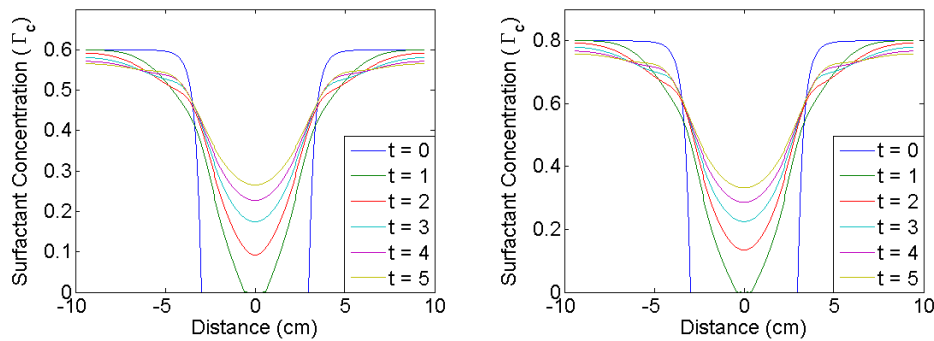 Surfactant Concentration (Γc)
0.6
0.5
0.4
0.3
0.2
0.1
0
-10
-5
0
5
10
Distance (cm)
t = 0
t = 1
t = 2
t = 3
t = 4
t = 5
Surfactant Concentration (Γc)
0.8
0.6
0.4
0.2
0
-10
-5
0
5
10
Distance (cm)
t = 0
t = 1
t = 2
t = 3
t = 4
t = 5